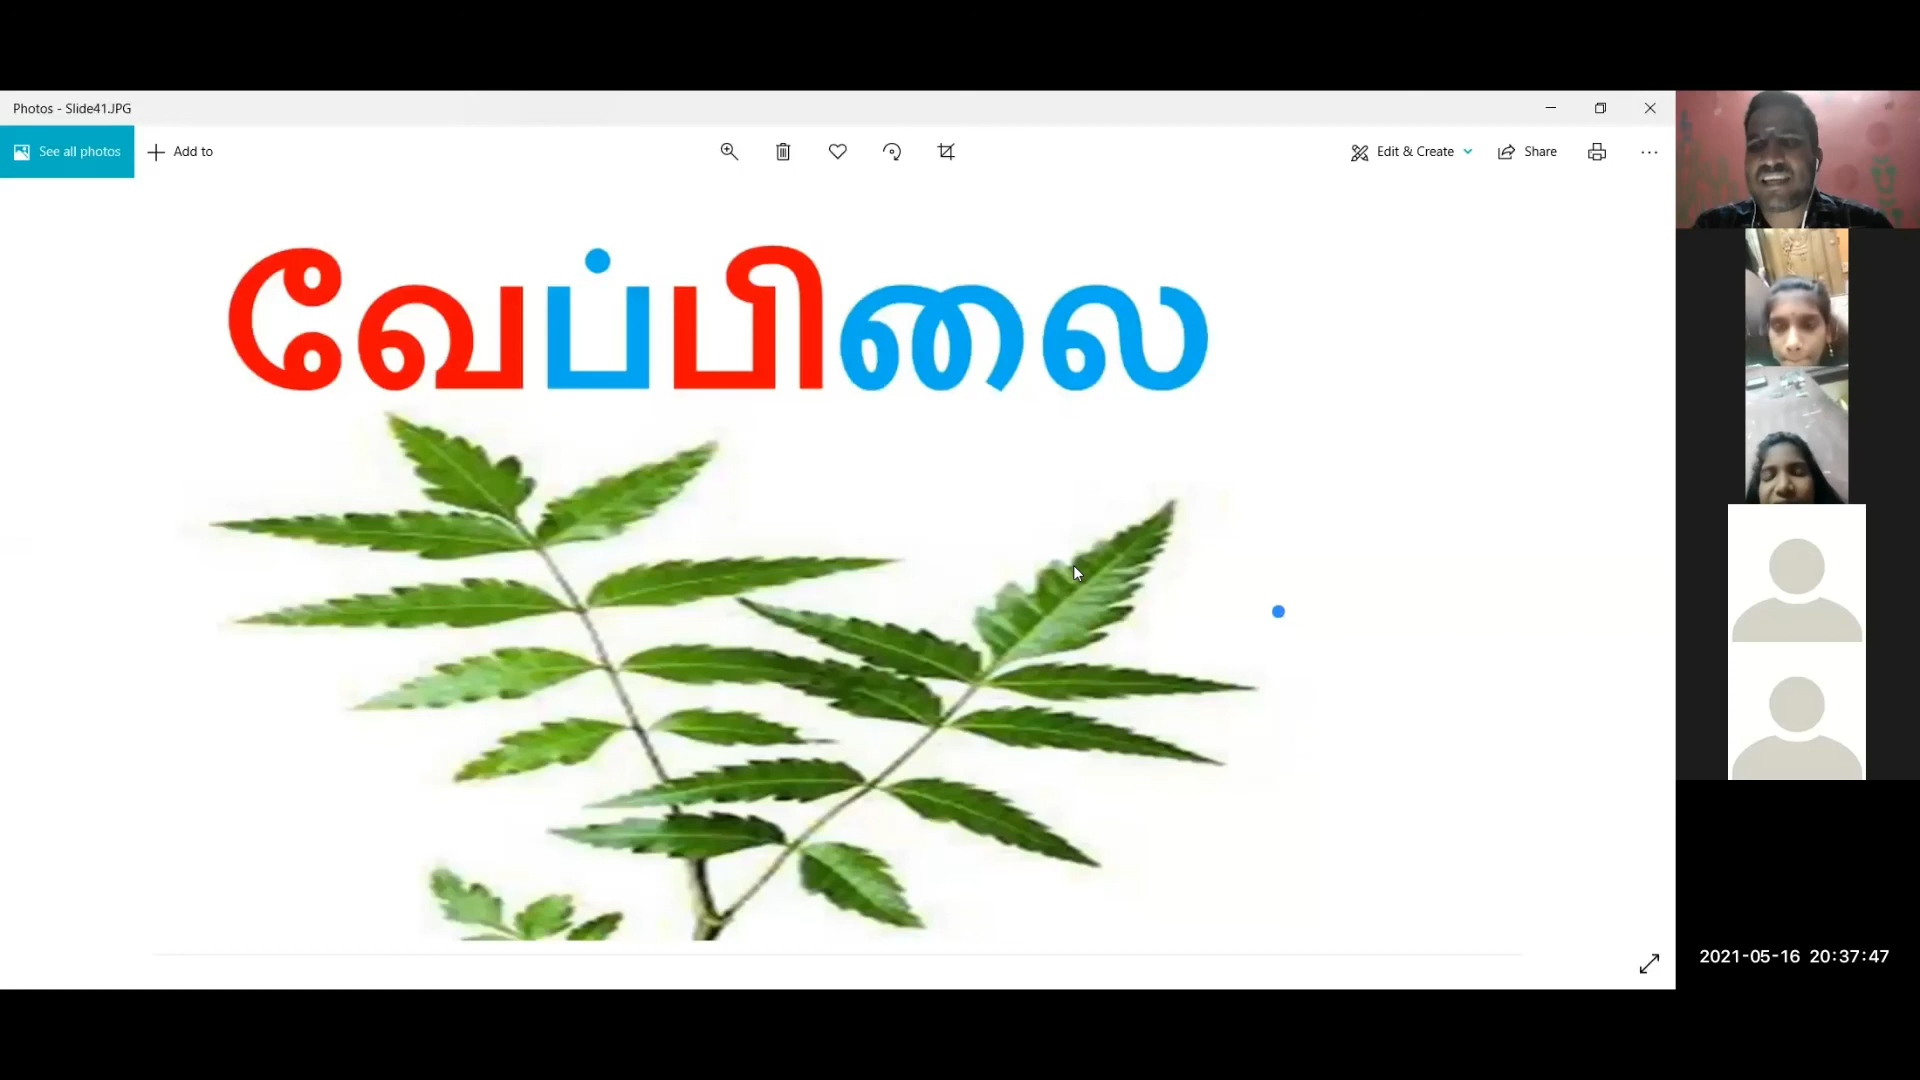 Photos - Slide41.JPG
See all photos
Add to
Edit & Create
Share
வேப்பிலை
2021-05-16 20:37:47